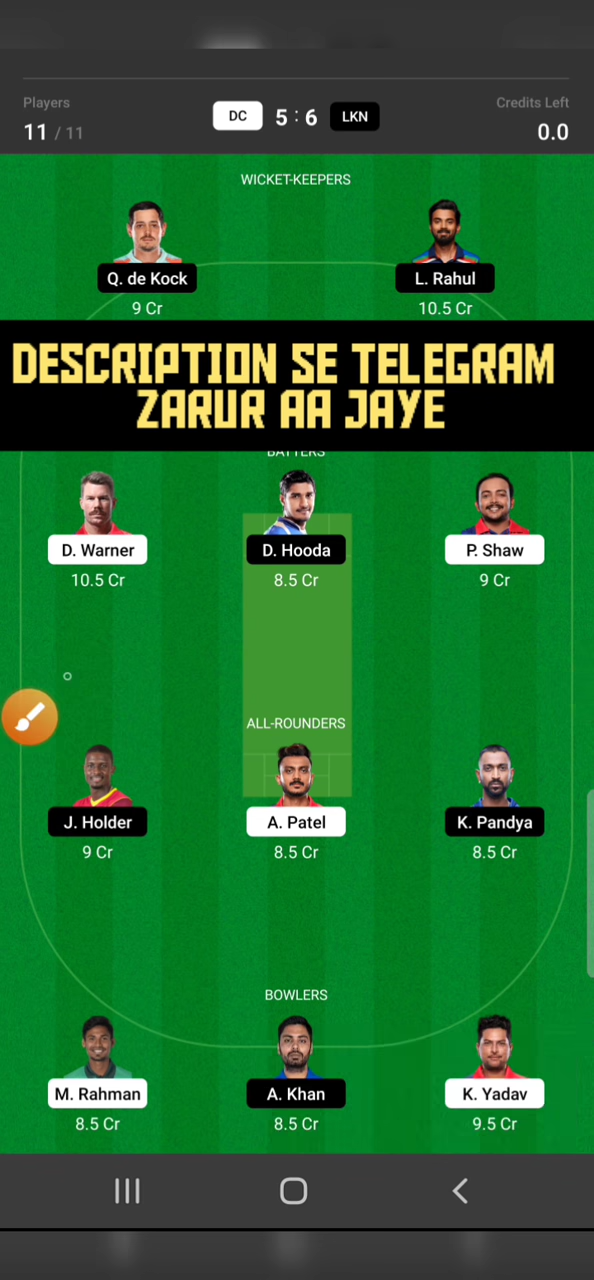 Players
Credits Left
11 / 11
DC 5 : 6 LKN
0.0
WICKET-KEEPERS
Q. de Kock
L. Rahul
9 Cr
10.5 Cr
DESCRIPTION SE TELEGRAM
ZARUR AA JAYE
BATTERS
D. Warner
D. Hooda
P. Shaw
10.5 Cr
8.5 Cr
9 Cr
ALL-ROUNDERS
J. Holder
A. Patel
K. Pandya
9 Cr
8.5 Cr
8.5 Cr
BOWLERS
M. Rahman
A. Khan
K. Yadav
8.5 Cr
8.5 Cr
9.5 Cr